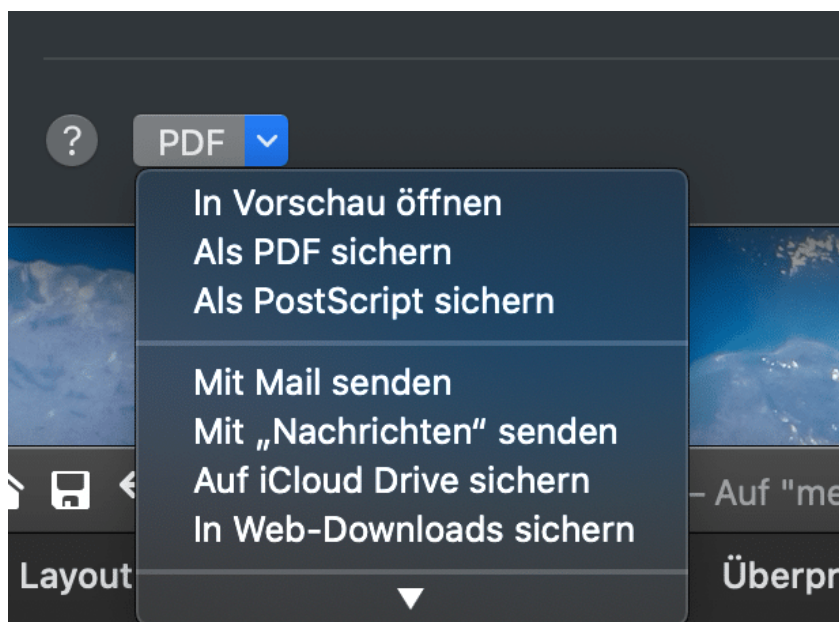 ?
PDF
In Vorschau öffnen
Als PDF sichern
Als PostScript sichern
Mit Mail senden
Mit „Nachrichten“ senden
Auf iCloud Drive sichern
In Web-Downloads sichern
– Auf "me
Layout
Überpr